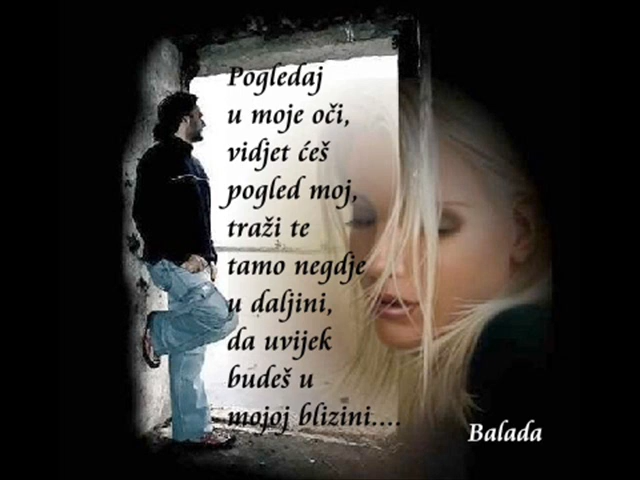 Pogledaj
u moje oči,
vidjet ćeš
pogled moj,
traži te
tamo negdje
u daljini,
da uvijek
budeš u
mojoj blizini....
Balada